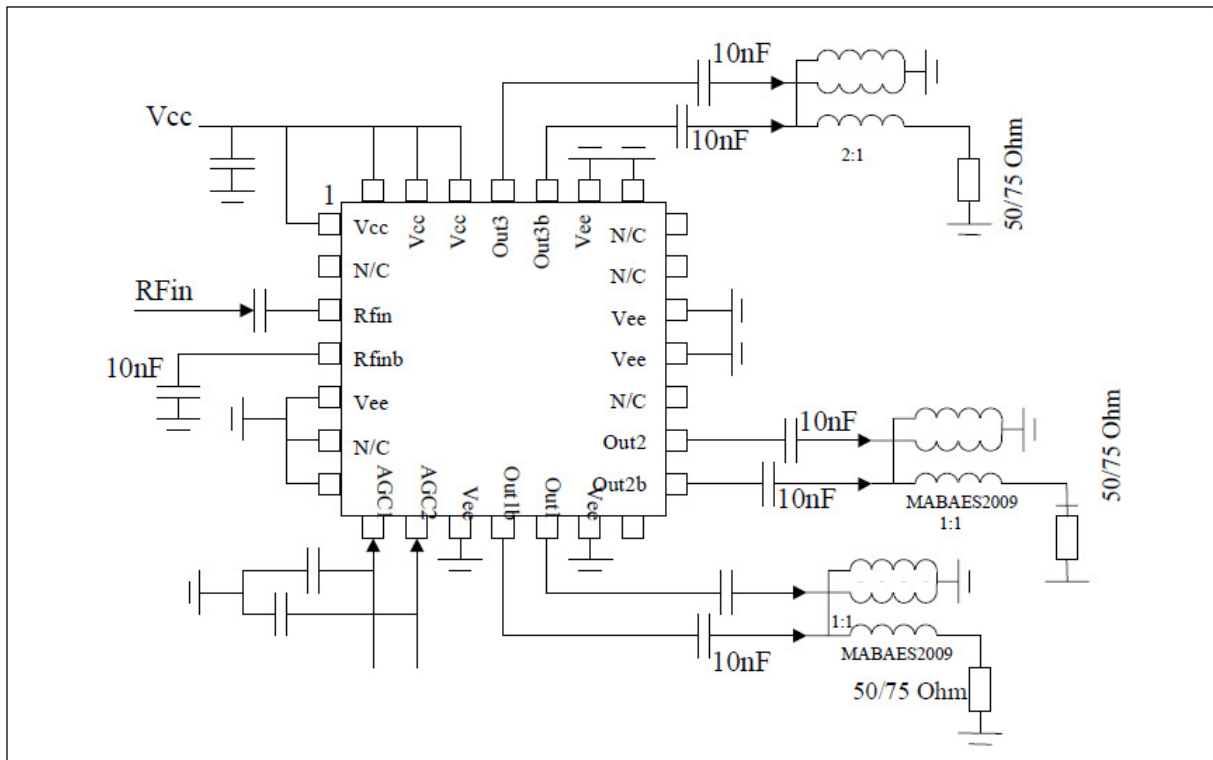 10nF
Vcc
10nF
2:1
50/75 Ohm
1
Vcc
Vcc
Vcc
Out3
Out3b
Vee
N/C
N/C
N/C
RFin
Rfin
Vee
Rfinb
Vee
10nF
Vee
N/C
N/C
Out2
Out2b
10nF
10nF
MABAES2009
1:1
50/75 Ohm
AGC1
AGC2
Vee
Out1b
Out1
Vee
1:1
MABAES2009
10nF
50/75 Ohm